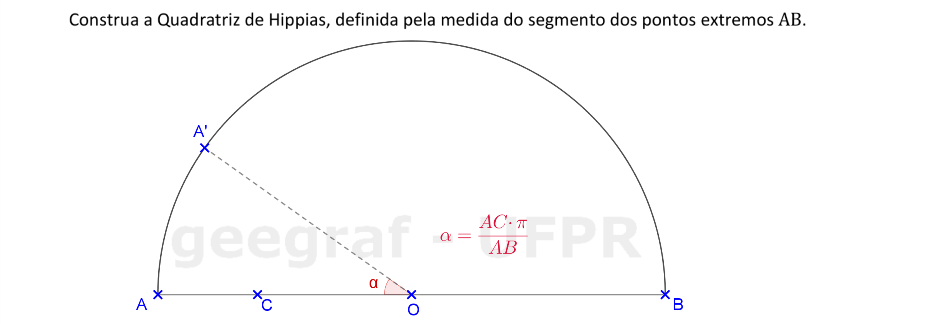 Construa a Quadratriz de Hippias, definida pela medida do segmento dos pontos extremos AB.
A'
geegraf - UFPR
α = AC·π / AB
α
A
C
O
B